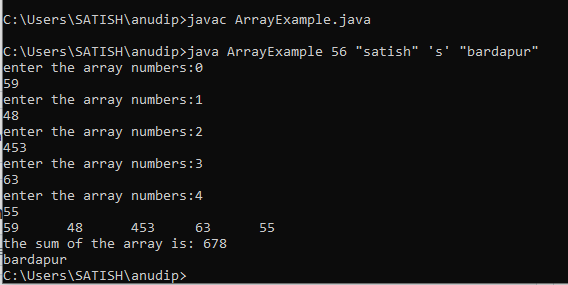 C:\Users\SATISH\anudip>javac ArrayExample.java
C:\Users\SATISH\anudip>java ArrayExample 56 "satish" 's' "bardapur"
enter the array numbers:0
59
enter the array numbers:1
48
enter the array numbers:2
453
enter the array numbers:3
63
enter the array numbers:4
55
59 48 453 63 55
the sum of the array is: 678
bardapur
C:\Users\SATISH\anudip>